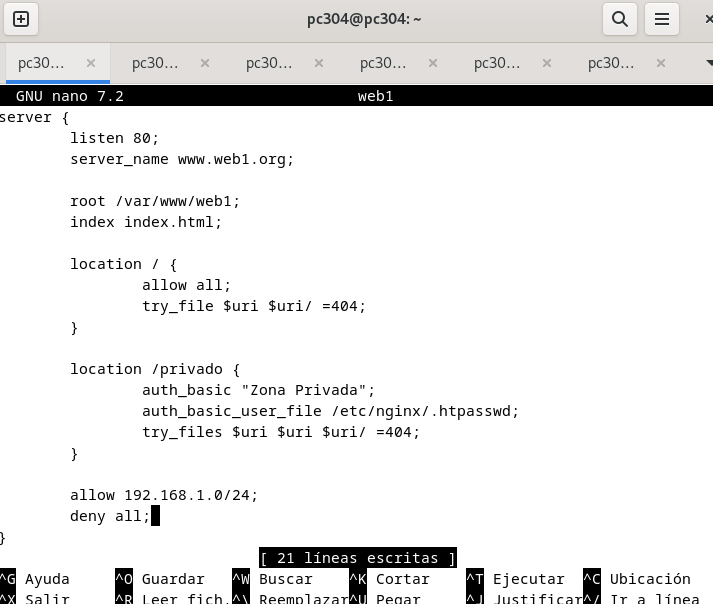 pc304@pc304: ~
pc30... × pc30... × pc30... × pc30... × pc30... × pc30... ×
GNU nano 7.2 web1
server {
listen 80;
server_name www.web1.org;
root /var/www/web1;
index index.html;
location / {
allow all;
try_file $uri $uri/ =404;
}
location /privado {
auth_basic "Zona Privada";
auth_basic_user_file /etc/nginx/.htpasswd;
try_files $uri $uri $uri/ =404;
}
allow 192.168.1.0/24;
deny all;
}
[ 21 líneas escritas ]
^G Ayuda ^O Guardar ^W Buscar ^K Cortar ^T Ejecutar ^C Ubicación
^X Salir ^R Leer fich. ^\ Reemplazar ^U Pegar ^J Justificar ^/ Ir a línea